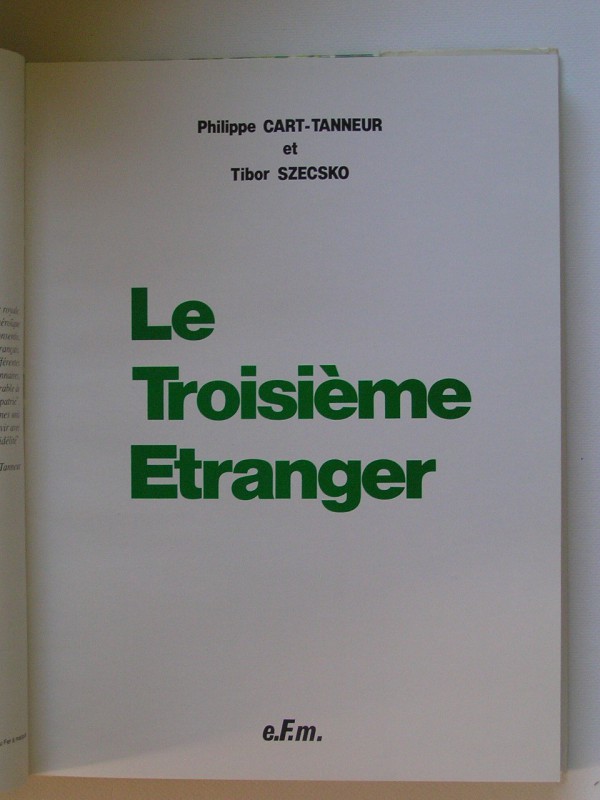 Philippe CART-TANNEUR
et
Tibor SZECSKO
Le
Troisième
Etranger
e.F.m.